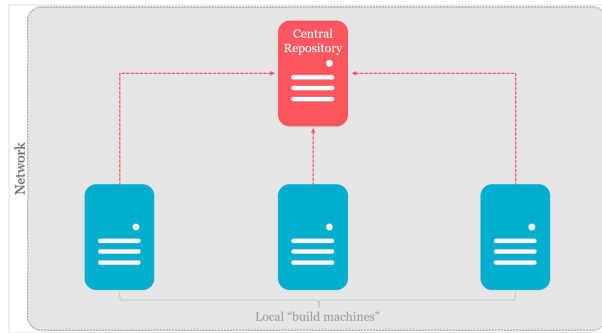 Central
Repository
Network
Local “build machines”